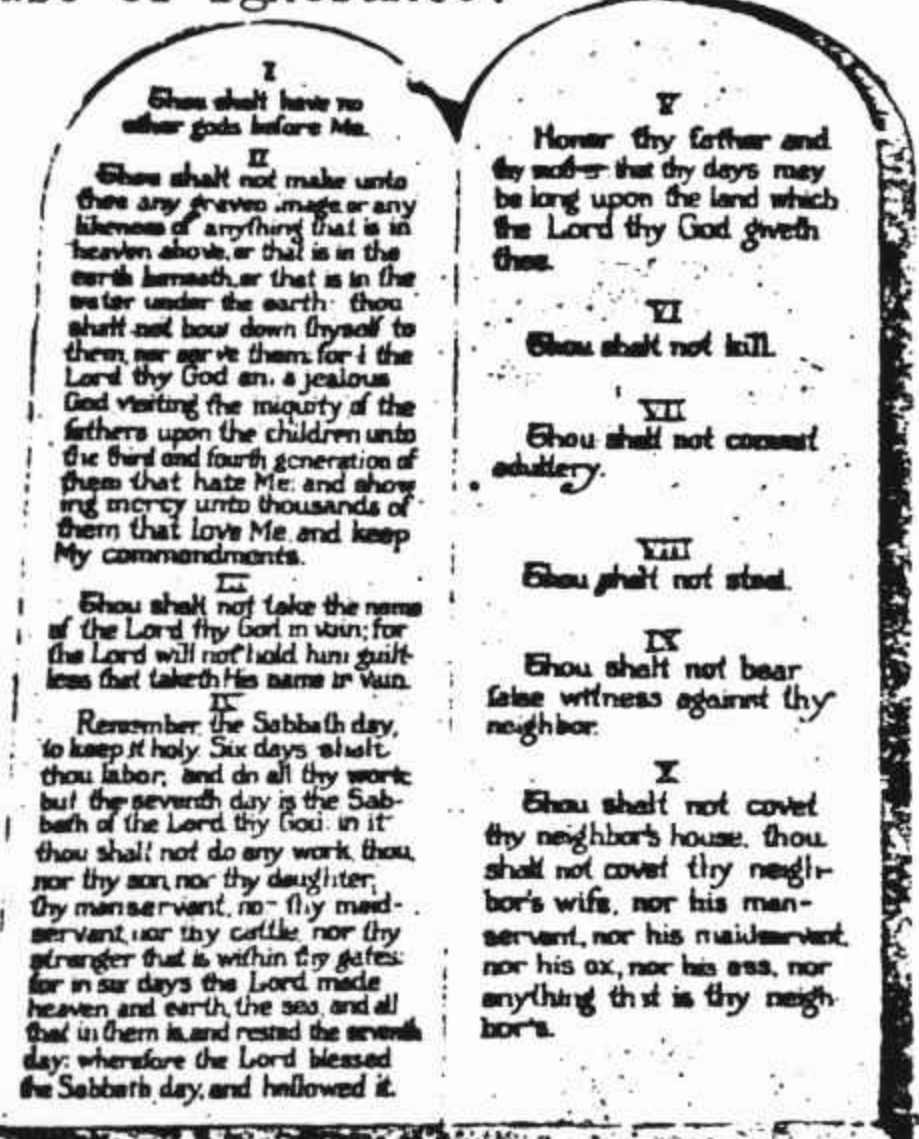 of Ignorance.
I
Thou shalt have no
other gods before Me.
II
Thou shalt not make unto
thee any graven image, or any
likeness of anything that is in
heaven above, or that is in the
earth beneath, or that is in the
water under the earth: thou
shalt not bow down thyself to
them, nor serve them: for I the
Lord thy God am a jealous
God visiting the iniquity of the
fathers upon the children unto
the third and fourth generation of
them that hate Me: and show
ing mercy unto thousands of
them that love Me, and keep
My commandments.
III
Thou shalt not take the name
of the Lord thy God in vain; for
the Lord will not hold him guilt-
less that taketh His name in vain.
IV
Remember the Sabbath day,
to keep it holy. Six days shalt
thou labor, and do all thy work:
but the seventh day is the Sab-
bath of the Lord thy God: in it
thou shalt not do any work, thou,
nor thy son, nor thy daughter,
thy manservant, nor thy maid-
servant, nor thy cattle, nor thy
stranger that is within thy gates:
for in six days the Lord made
heaven and earth, the sea, and all
that in them is, and rested the seventh
day: wherefore the Lord blessed
the Sabbath day, and hallowed it.
V
Honor thy father and
thy mother that thy days may
be long upon the land which
the Lord thy God giveth
thee.
VI
Thou shalt not kill.
VII
Thou shalt not commit
adultery.
VIII
Thou shalt not steal.
IX
Thou shalt not bear
false witness against thy
neighbor.
X
Thou shalt not covet
thy neighbor's house, thou
shalt not covet thy neigh-
bor's wife, nor his man-
servant, nor his maidservant,
nor his ox, nor his ass, nor
anything that is thy neigh-
bor's.